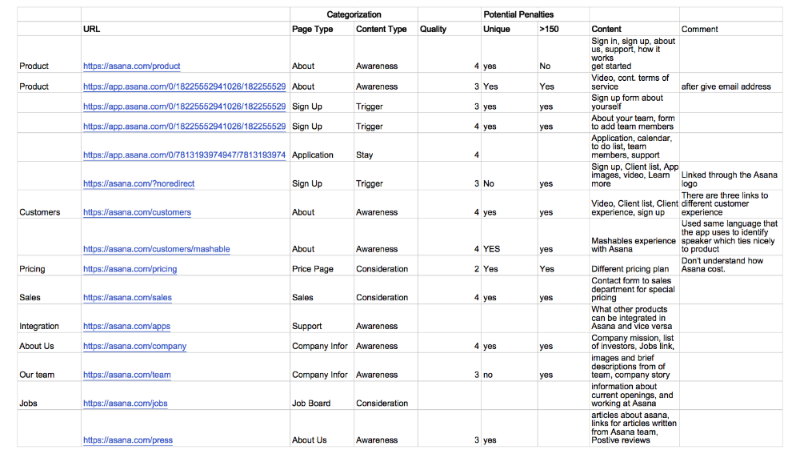 Categorization Potential Penalties
URL Page Type Content Type Quality Unique >150 Content Comment
Sign in, sign up, about
us, support, how it
works
Product https://asana.com/product About Awareness 4 yes No get started
Video, cont. terms of
Product https://app.asana.com/0/18225552941026/182255529 About Awareness 3 Yes Yes service after give email address
Sign up form about
https://app.asana.com/0/18225552941026/182255529 Sign Up Trigger 3 yes yes yourself
About your team, form
https://app.asana.com/0/18225552941026/182255529 Sign Up Trigger 4 yes yes to add team members
Application, calendar,
to do list, team
https://app.asana.com/0/7813193974947/7813193974 Application Stay 4 members, support
Sign up, Client list, App
images, video, Learn Linked through the Asana
https://asana.com/?noredirect Sign Up Trigger 3 No yes more logo
There are three links to
Video, Client list, Client different customer
Customers https://asana.com/customers About Awareness 4 yes yes experience, sign up experience
Used same language that
the app uses to identify
Mashables experience speaker which ties nicely
https://asana.com/customers/mashable About Awareness 4 YES yes with Asana to product
Don't understand how
Pricing https://asana.com/pricing Price Page Consideration 2 Yes Yes Different pricing plan Asana cost.
Contact form to sales
department for special
Sales https://asana.com/sales Sales Consideration 4 yes yes pricing
What other products
can be integrated in
Integration https://asana.com/apps Support Awareness Asana and vice versa
Company mission, list
About Us https://asana.com/company Company Infor Awareness 4 yes yes of investors, Jobs link,
images and brief
descriptions from of
Our team https://asana.com/team Company Infor Awareness 3 no yes team, company story
information about
current openings, and
Jobs https://asana.com/jobs Job Board Consideration working at Asana
articles about asana,
links for articles written
from Asana team,
https://asana.com/press About Us Awareness 3 yes Postive reviews